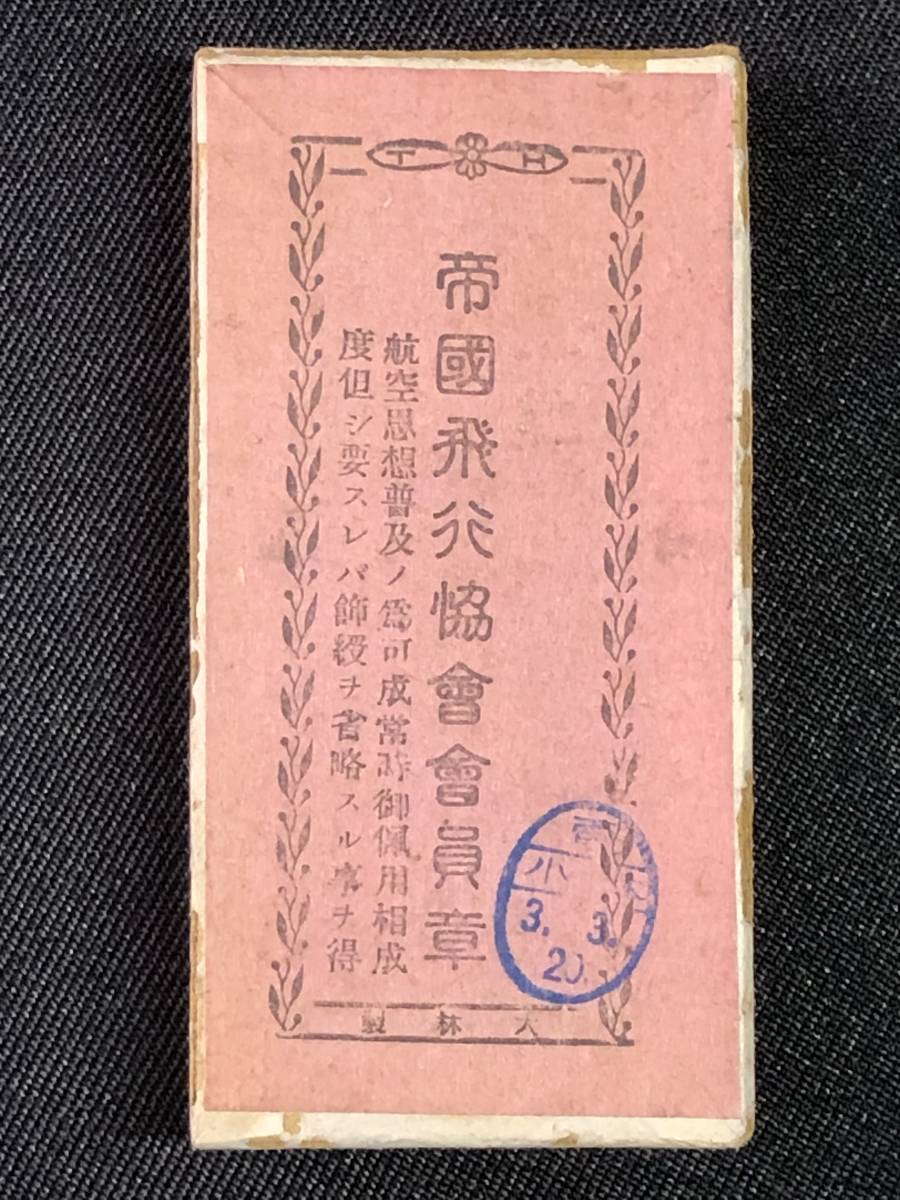 T H
帝國飛行協會會員章
航空思想普及ノ爲可成常時御佩用相成
度但シ要スレバ飾綬ヲ省略スル事ヲ得
大林製
小
3. 3.
20.